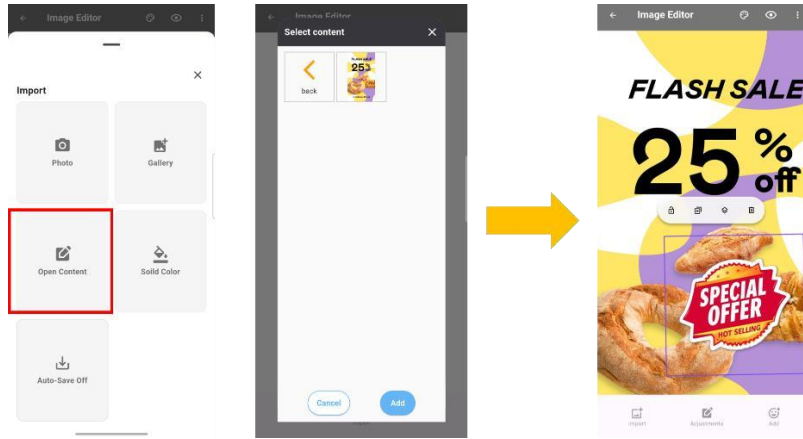 Image Editor
Import
Photo
Gallery
Open Content
Solid Color
Auto-Save Off
Image Editor
Select content
back
25%
Cancel
Add
Image Editor
FLASH SALE
25 %
off
SPECIAL
OFFER
HOT SELLING
Import
Adjustments
Add